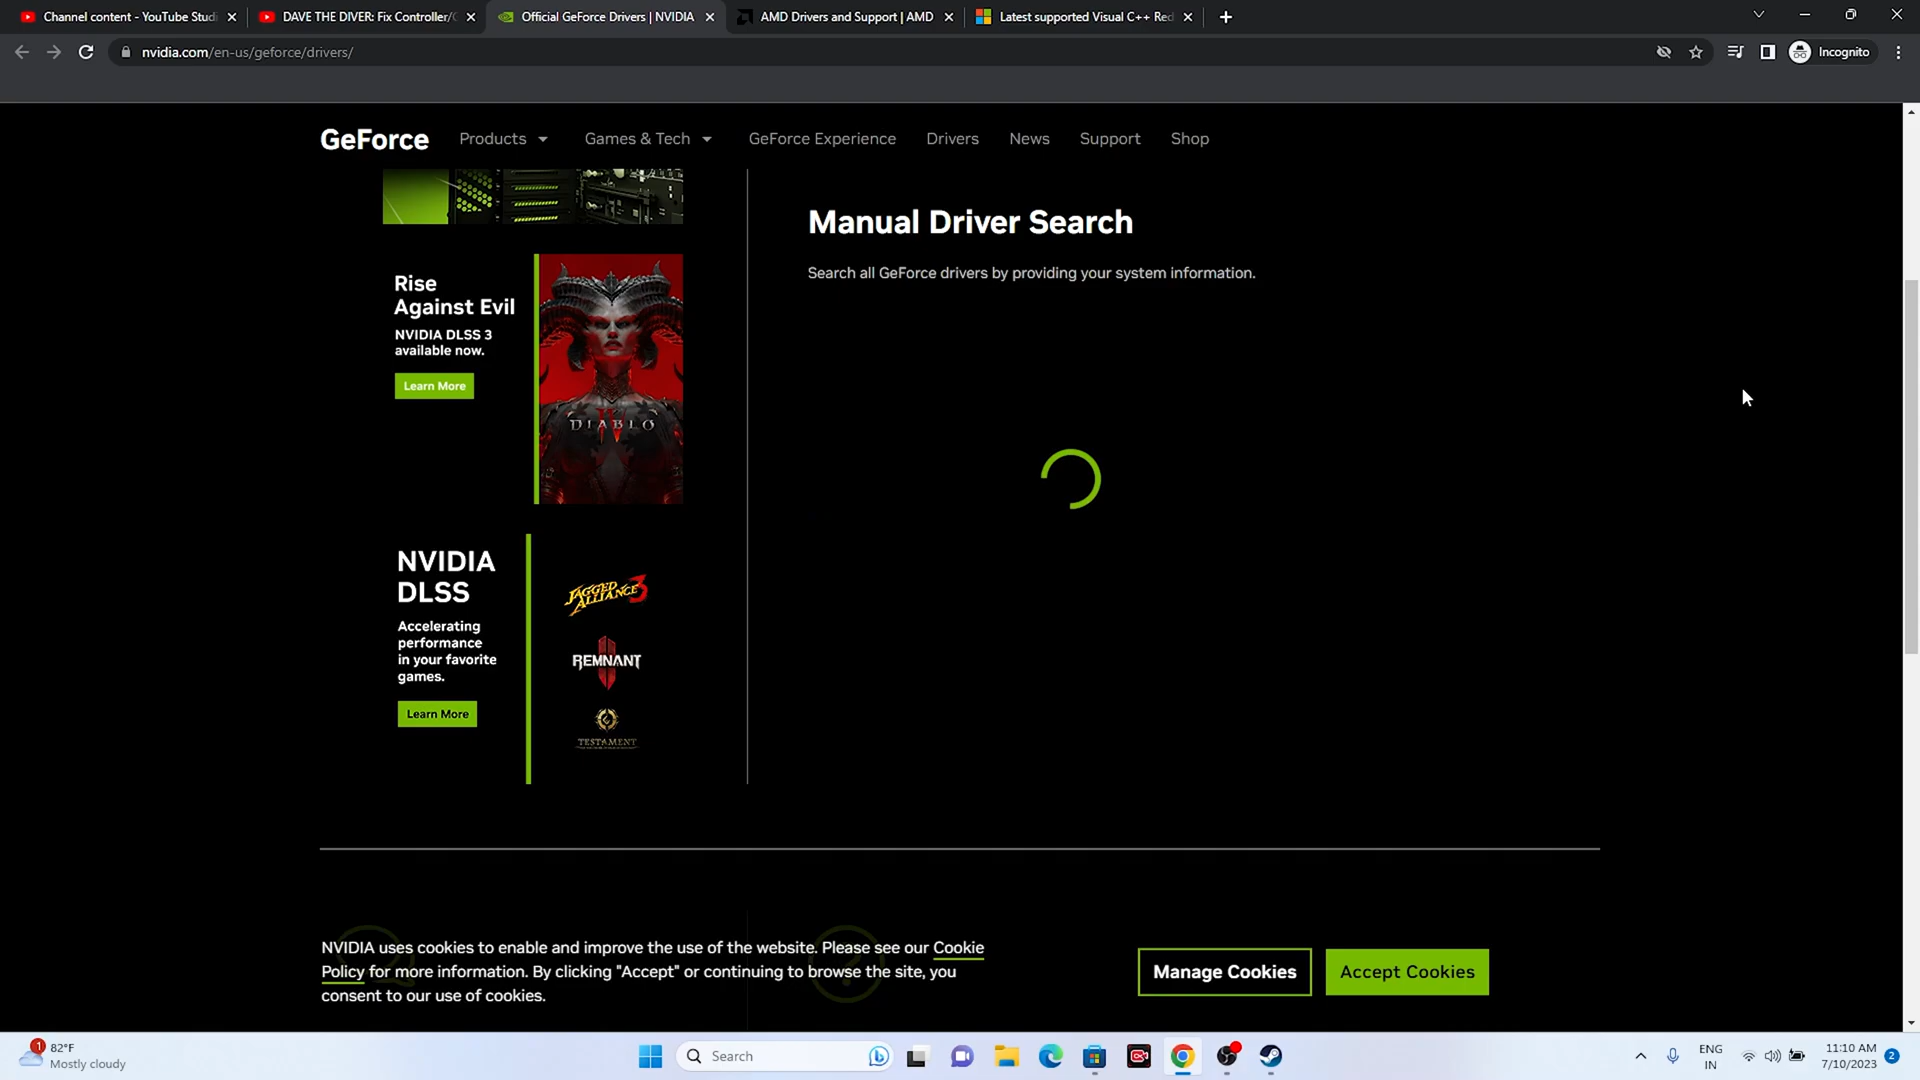 Channel content - YouTube Studi
DAVE THE DIVER: Fix Controller/C
Official GeForce Drivers | NVIDIA
AMD Drivers and Support | AMD
Latest supported Visual C++ Red
nvidia.com/en-us/geforce/drivers/
Incognito
GeForce
Products
Games & Tech
GeForce Experience
Drivers
News
Support
Shop
Manual Driver Search
Search all GeForce drivers by providing your system information.
Rise
Against Evil
NVIDIA DLSS 3
available now.
Learn More
DIABLO
IV
NVIDIA
DLSS
Accelerating
performance
in your favorite
games.
Learn More
JAGGED
ALLIANCE 3
REMNANT
II
TESTAMENT
NVIDIA uses cookies to enable and improve the use of the website. Please see our Cookie
Policy for more information. By clicking "Accept" or continuing to browse the site, you
consent to our use of cookies.
Manage Cookies
Accept Cookies
1
82°F
Mostly cloudy
Search
ENG
IN
11:10 AM
7/10/2023
2